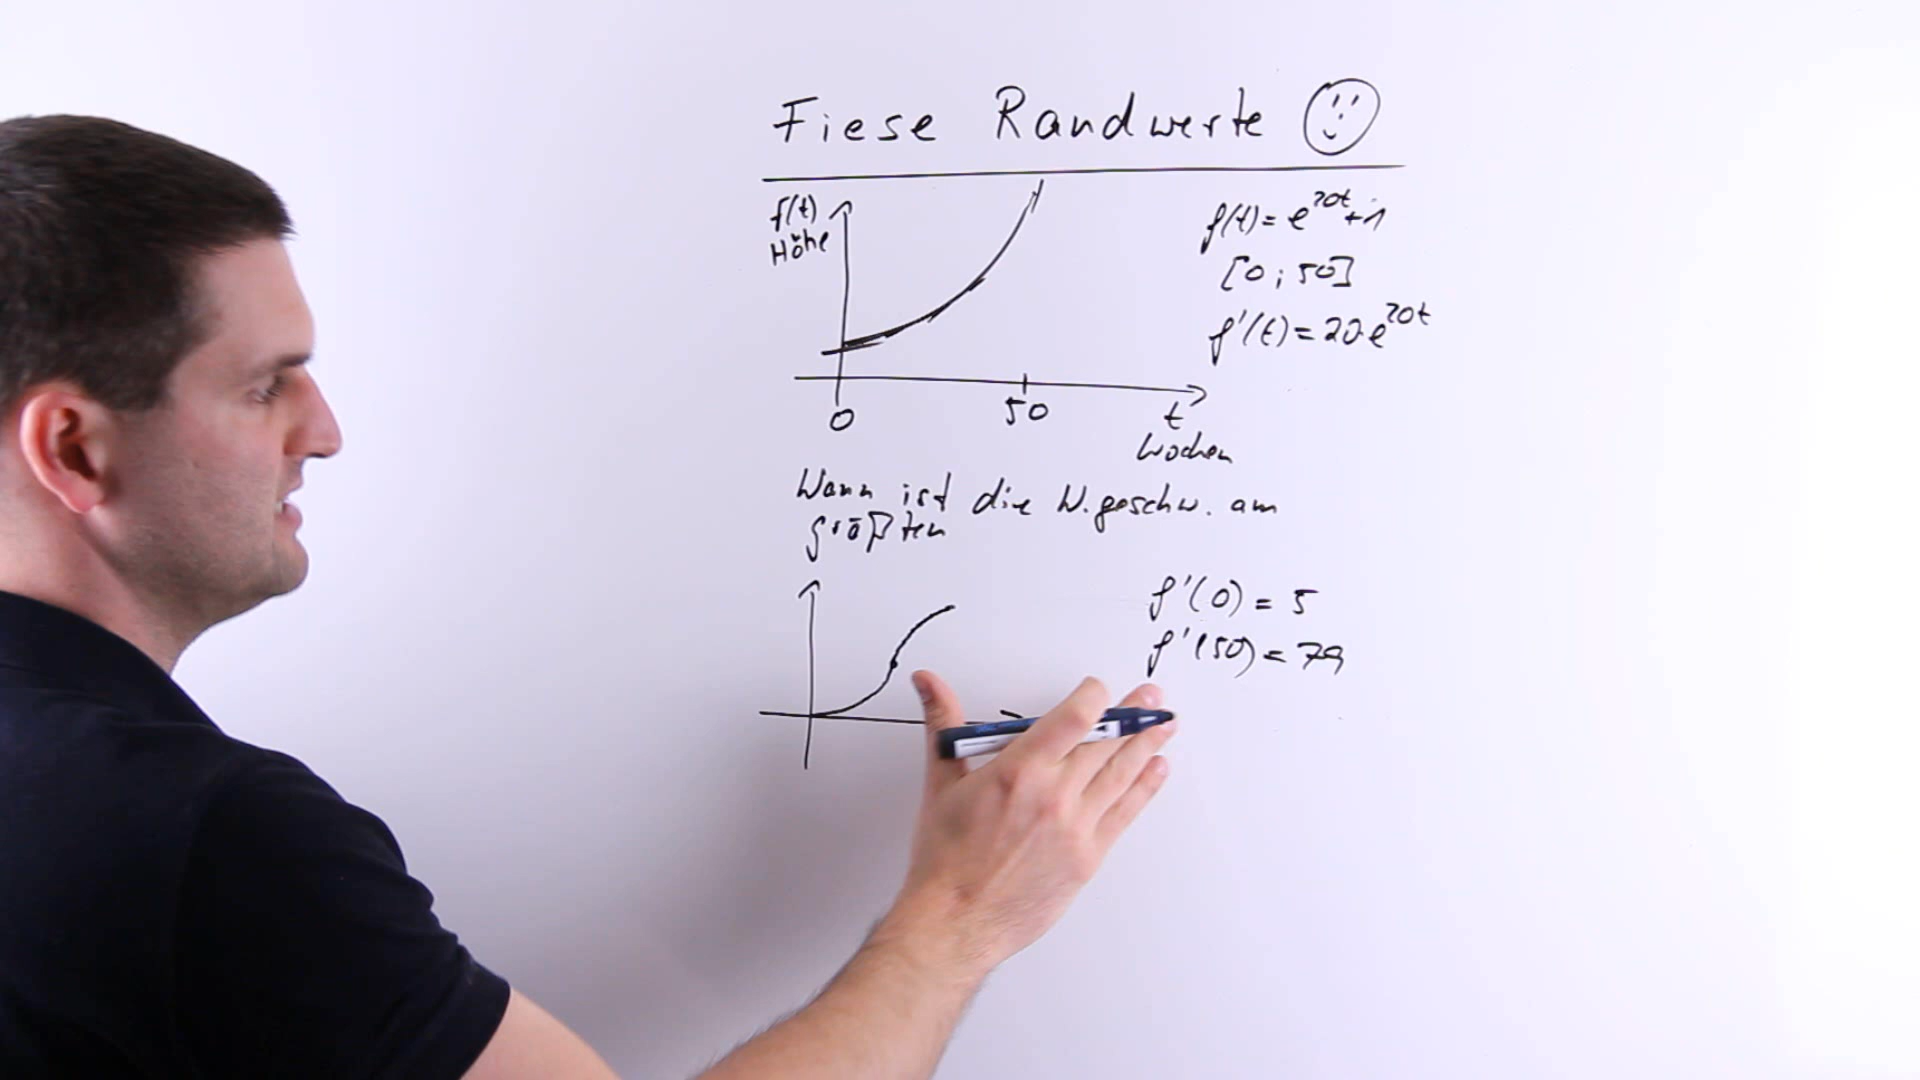 Fiese Randwerte
f(t)
Höhe
f(t) = e^20t + 1
[0 ; 50]
f'(t) = 20·e^20t
0
50
t
Wochen
Wann ist die W.geschw. am
größten
f'(0) = 5
f'(50) = 79